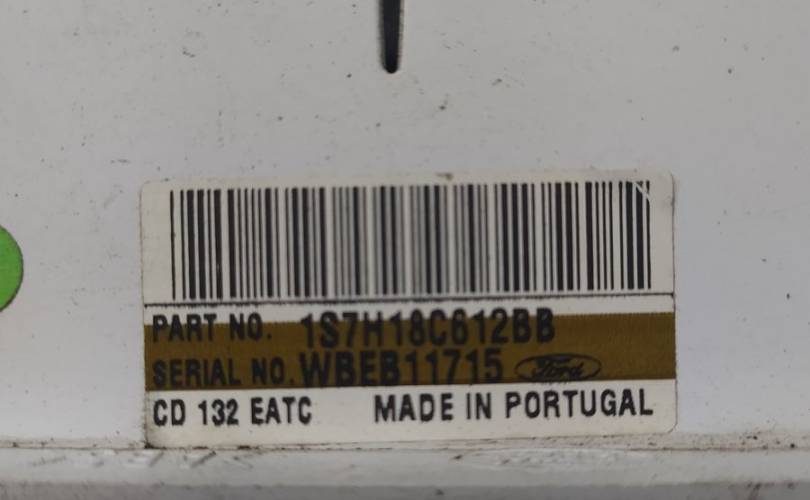 PART NO. 1S7H18C612BB
SERIAL NO. WBEB11715 Ford
CD 132 EATC MADE IN PORTUGAL